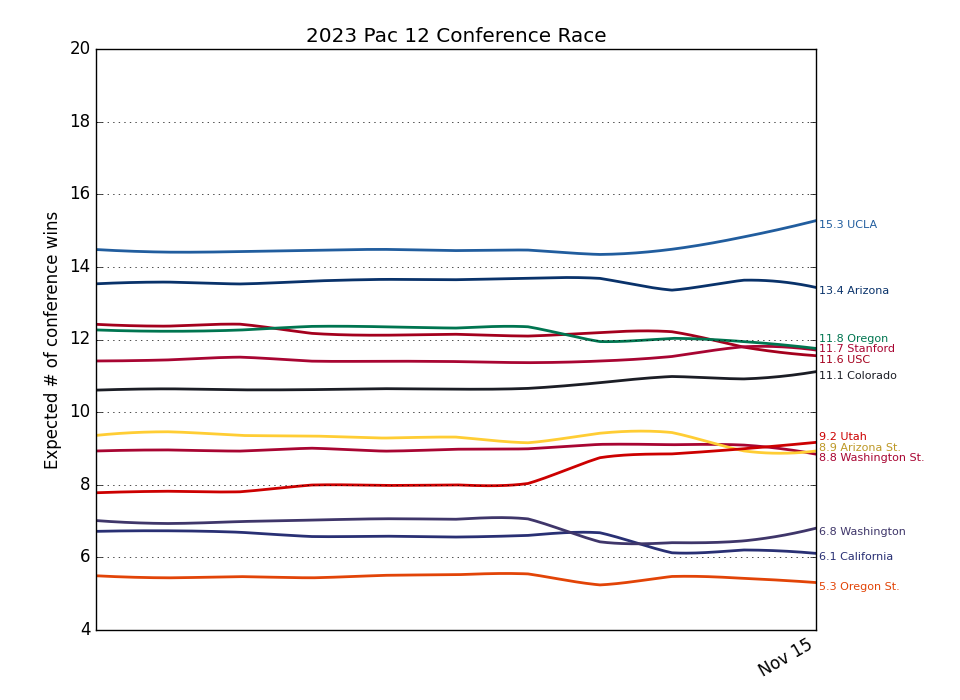 2023 Pac 12 Conference Race
Expected # of conference wins
20
18
16
14
12
10
8
6
4
15.3 UCLA
13.4 Arizona
11.8 Oregon
11.7 Stanford
11.6 USC
11.1 Colorado
9.2 Utah
8.9 Arizona St.
8.8 Washington St.
6.8 Washington
6.1 California
5.3 Oregon St.
Nov 15